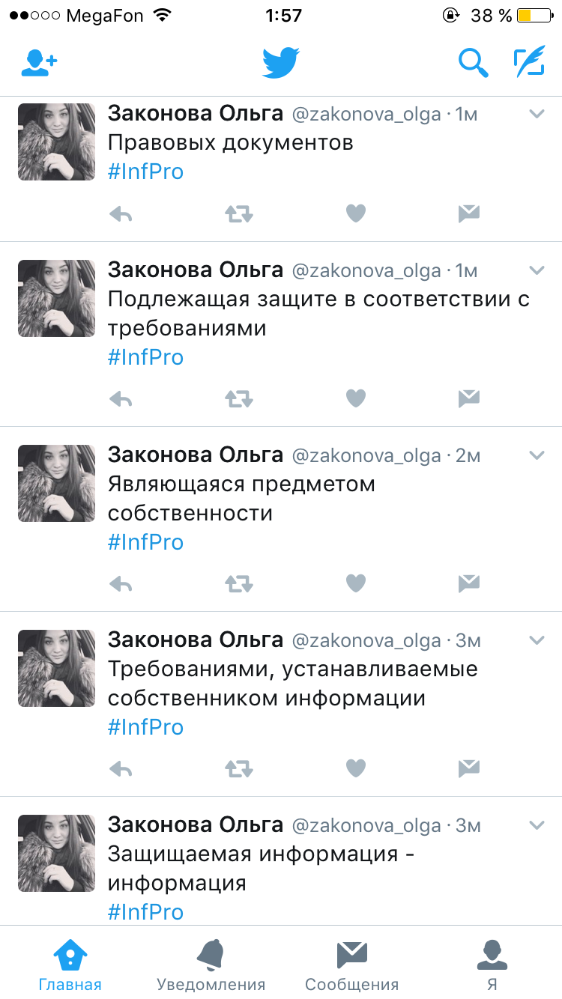 MegaFon 1:57 38 %
Законова Ольга @zakonova_olga · 1м
Правовых документов
#InfPro
Законова Ольга @zakonova_olga · 1м
Подлежащая защите в соответствии с
требованиями
#InfPro
Законова Ольга @zakonova_olga · 2м
Являющаяся предметом
собственности
#InfPro
Законова Ольга @zakonova_olga · 3м
Требованиями, устанавливаемые
собственником информации
#InfPro
Законова Ольга @zakonova_olga · 3м
Защищаемая информация -
информация
#InfPro
Главная Уведомления Сообщения Я